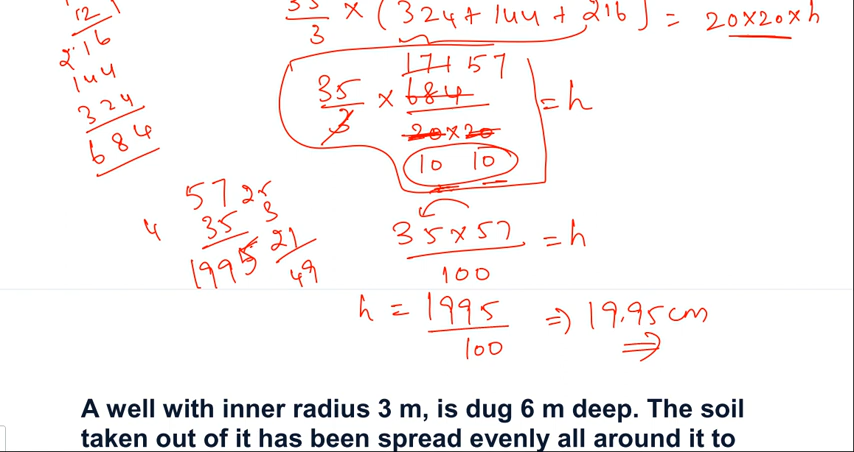 12
216
144
324
684
35/3 × (324 + 144 + 216) = 20×20×h
171 57
35/3 × 684/20×20 = h
10 10
57 25
4 35 3
1995 21
49
35×57/100 = h
h = 1995/100 ⇒ 19.95 cm
A well with inner radius 3 m, is dug 6 m deep. The soil
taken out of it has been spread evenly all around it to